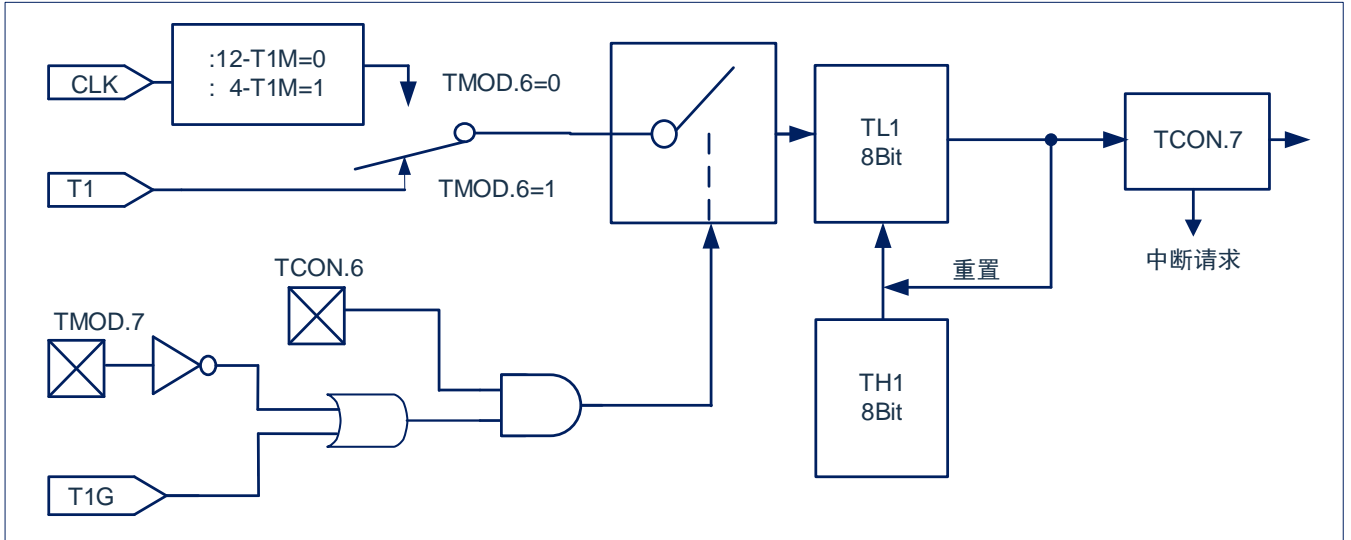 :12-T1M=0
: 4-T1M=1
CLK
TMOD.6=0
T1
TMOD.6=1
TL1
8Bit
TCON.7
中断请求
重置
TCON.6
TMOD.7
TH1
8Bit
T1G